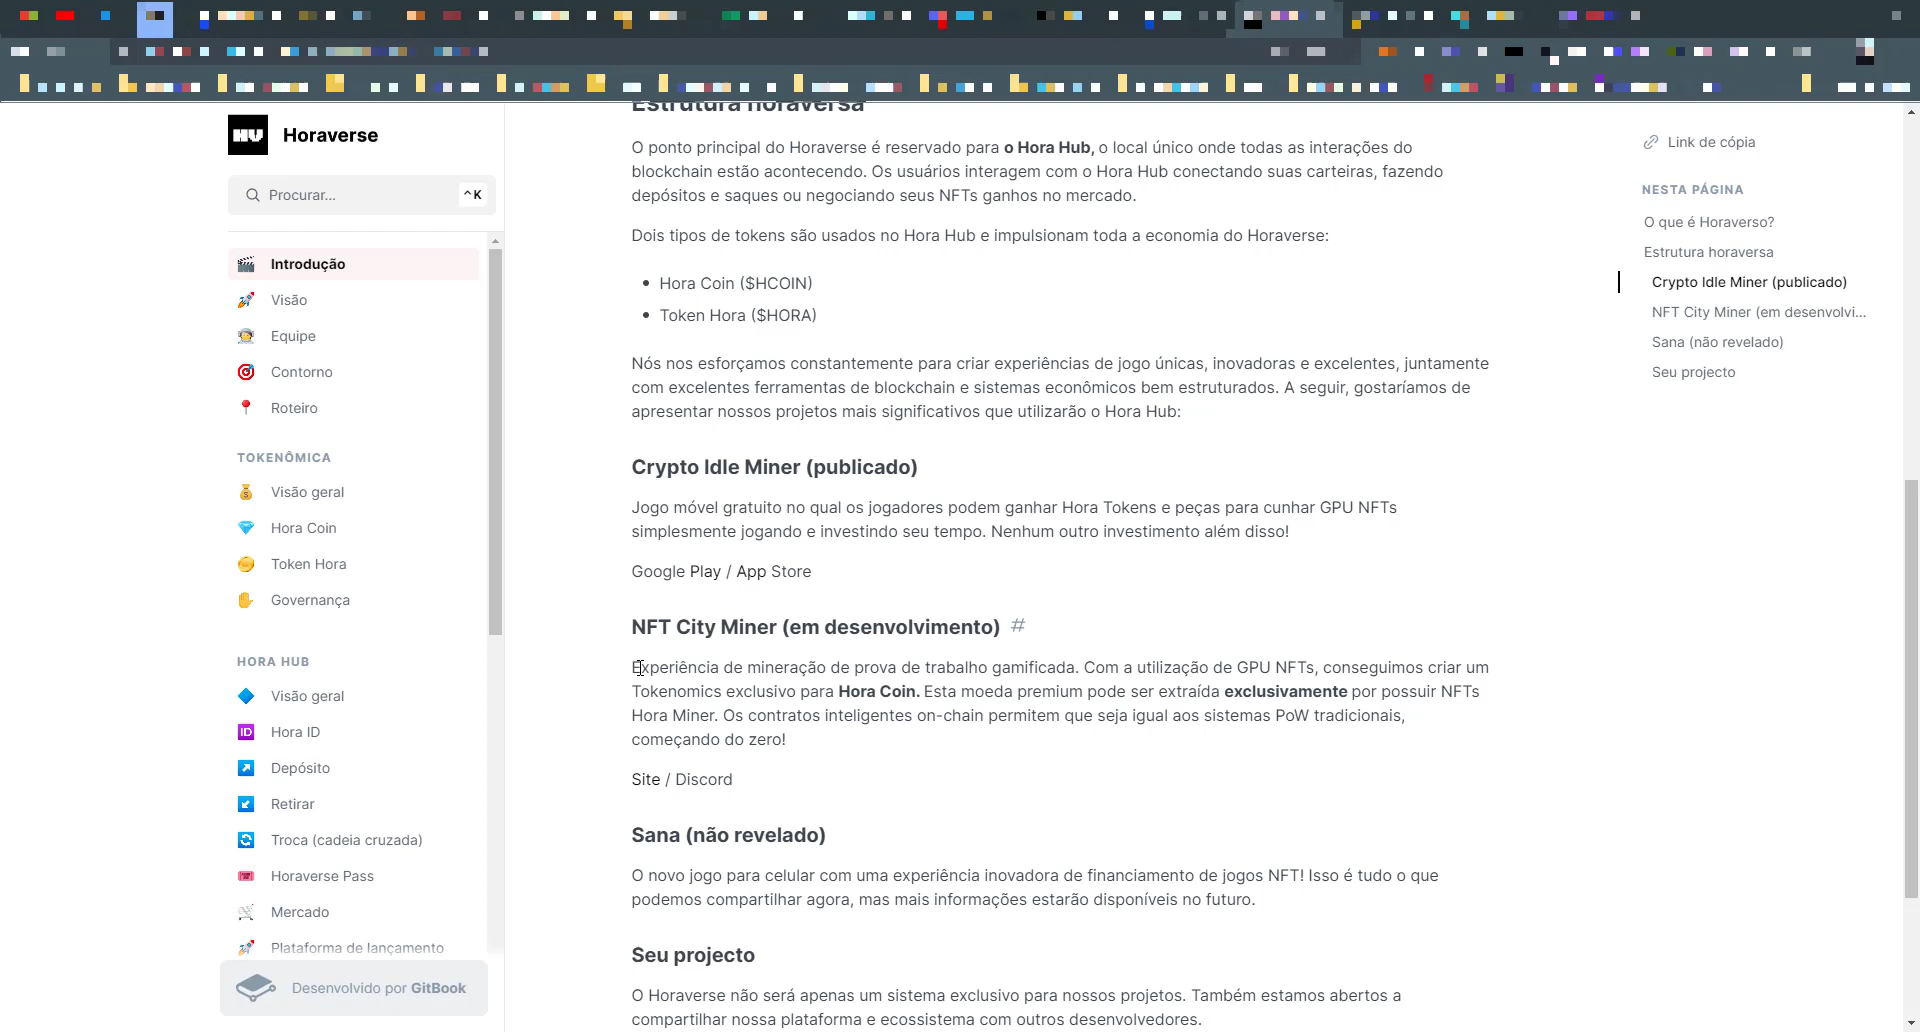 HV
Horaverse
Procurar...
^ K
Introdução
Visão
Equipe
Contorno
Roteiro
TOKENÔMICA
Visão geral
Hora Coin
Token Hora
Governança
HORA HUB
Visão geral
ID
Hora ID
Depósito
Retirar
Troca (cadeia cruzada)
Horaverse Pass
Mercado
Plataforma de lançamento
Desenvolvido por GitBook
Estrutura horaversa
O ponto principal do Horaverse é reservado para o Hora Hub, o local único onde todas as interações do
blockchain estão acontecendo. Os usuários interagem com o Hora Hub conectando suas carteiras, fazendo
depósitos e saques ou negociando seus NFTs ganhos no mercado.
Dois tipos de tokens são usados no Hora Hub e impulsionam toda a economia do Horaverse:
• Hora Coin ($HCOIN)
• Token Hora ($HORA)
Nós nos esforçamos constantemente para criar experiências de jogo únicas, inovadoras e excelentes, juntamente
com excelentes ferramentas de blockchain e sistemas econômicos bem estruturados. A seguir, gostaríamos de
apresentar nossos projetos mais significativos que utilizarão o Hora Hub:
Crypto Idle Miner (publicado)
Jogo móvel gratuito no qual os jogadores podem ganhar Hora Tokens e peças para cunhar GPU NFTs
simplesmente jogando e investindo seu tempo. Nenhum outro investimento além disso!
Google Play / App Store
NFT City Miner (em desenvolvimento) #
Experiência de mineração de prova de trabalho gamificada. Com a utilização de GPU NFTs, conseguimos criar um
Tokenomics exclusivo para Hora Coin. Esta moeda premium pode ser extraída exclusivamente por possuir NFTs
Hora Miner. Os contratos inteligentes on-chain permitem que seja igual aos sistemas PoW tradicionais,
começando do zero!
Site / Discord
Sana (não revelado)
O novo jogo para celular com uma experiência inovadora de financiamento de jogos NFT! Isso é tudo o que
podemos compartilhar agora, mas mais informações estarão disponíveis no futuro.
Seu projecto
O Horaverse não será apenas um sistema exclusivo para nossos projetos. Também estamos abertos a
compartilhar nossa plataforma e ecossistema com outros desenvolvedores.
Link de cópia
NESTA PÁGINA
O que é Horaverso?
Estrutura horaversa
Crypto Idle Miner (publicado)
NFT City Miner (em desenvolvi...
Sana (não revelado)
Seu projecto